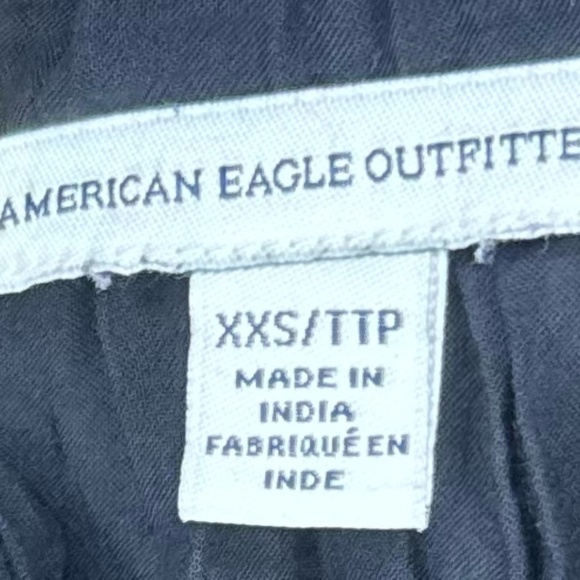 AMERICAN EAGLE OUTFITTE
XXS/TTP
MADE IN
INDIA
FABRIQUÉ EN
INDE